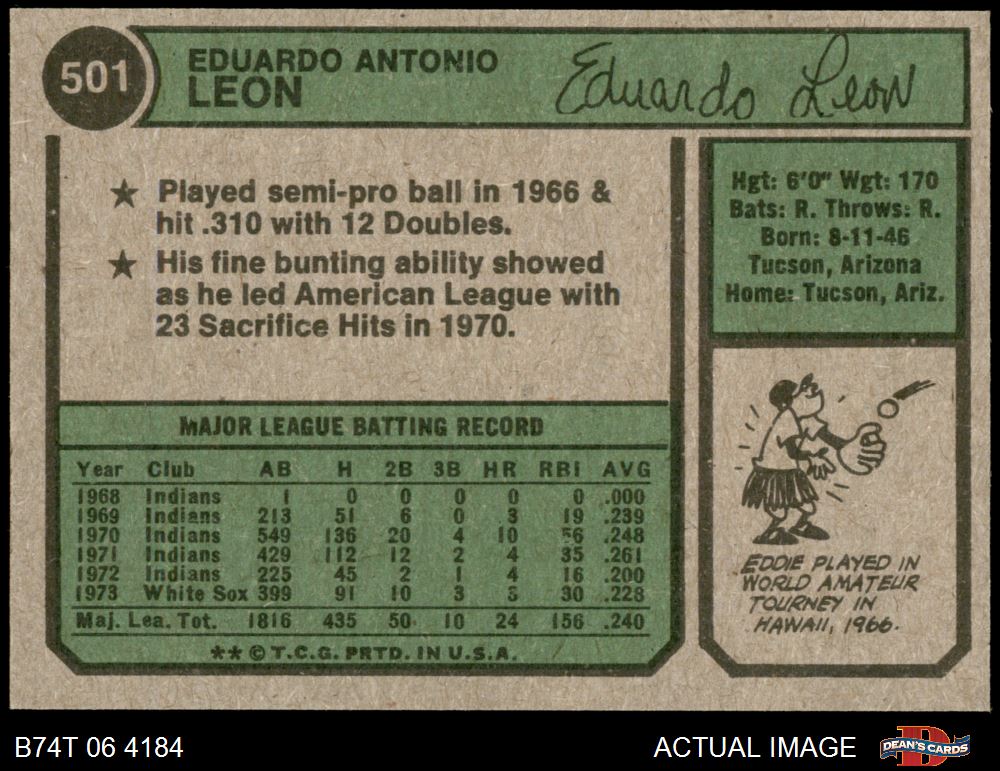 501
EDUARDO ANTONIO
LEON
Eduardo Leon
★ Played semi-pro ball in 1966 &
hit .310 with 12 Doubles.
★ His fine bunting ability showed
as he led American League with
23 Sacrifice Hits in 1970.
Hgt: 6'0" Wgt: 170
Bats: R. Throws: R.
Born: 8-11-46
Tucson, Arizona
Home: Tucson, Ariz.
MAJOR LEAGUE BATTING RECORD
Year Club AB H 2B 3B HR RBI AVG
1968 Indians 1 0 0 0 0 0 .000
1969 Indians 213 51 6 0 3 19 .239
1970 Indians 549 136 20 4 10 56 .248
1971 Indians 429 112 12 2 4 35 .261
1972 Indians 225 45 2 1 4 16 .200
1973 White Sox 399 91 10 3 3 30 .228
Maj. Lea. Tot. 1816 435 50 10 24 156 .240
** © T.C.G. PRTD. IN U.S.A.
EDDIE PLAYED IN
WORLD AMATEUR
TOURNEY IN
HAWAII, 1966.
B74T 06 4184
ACTUAL IMAGE
DEAN'S CARDS